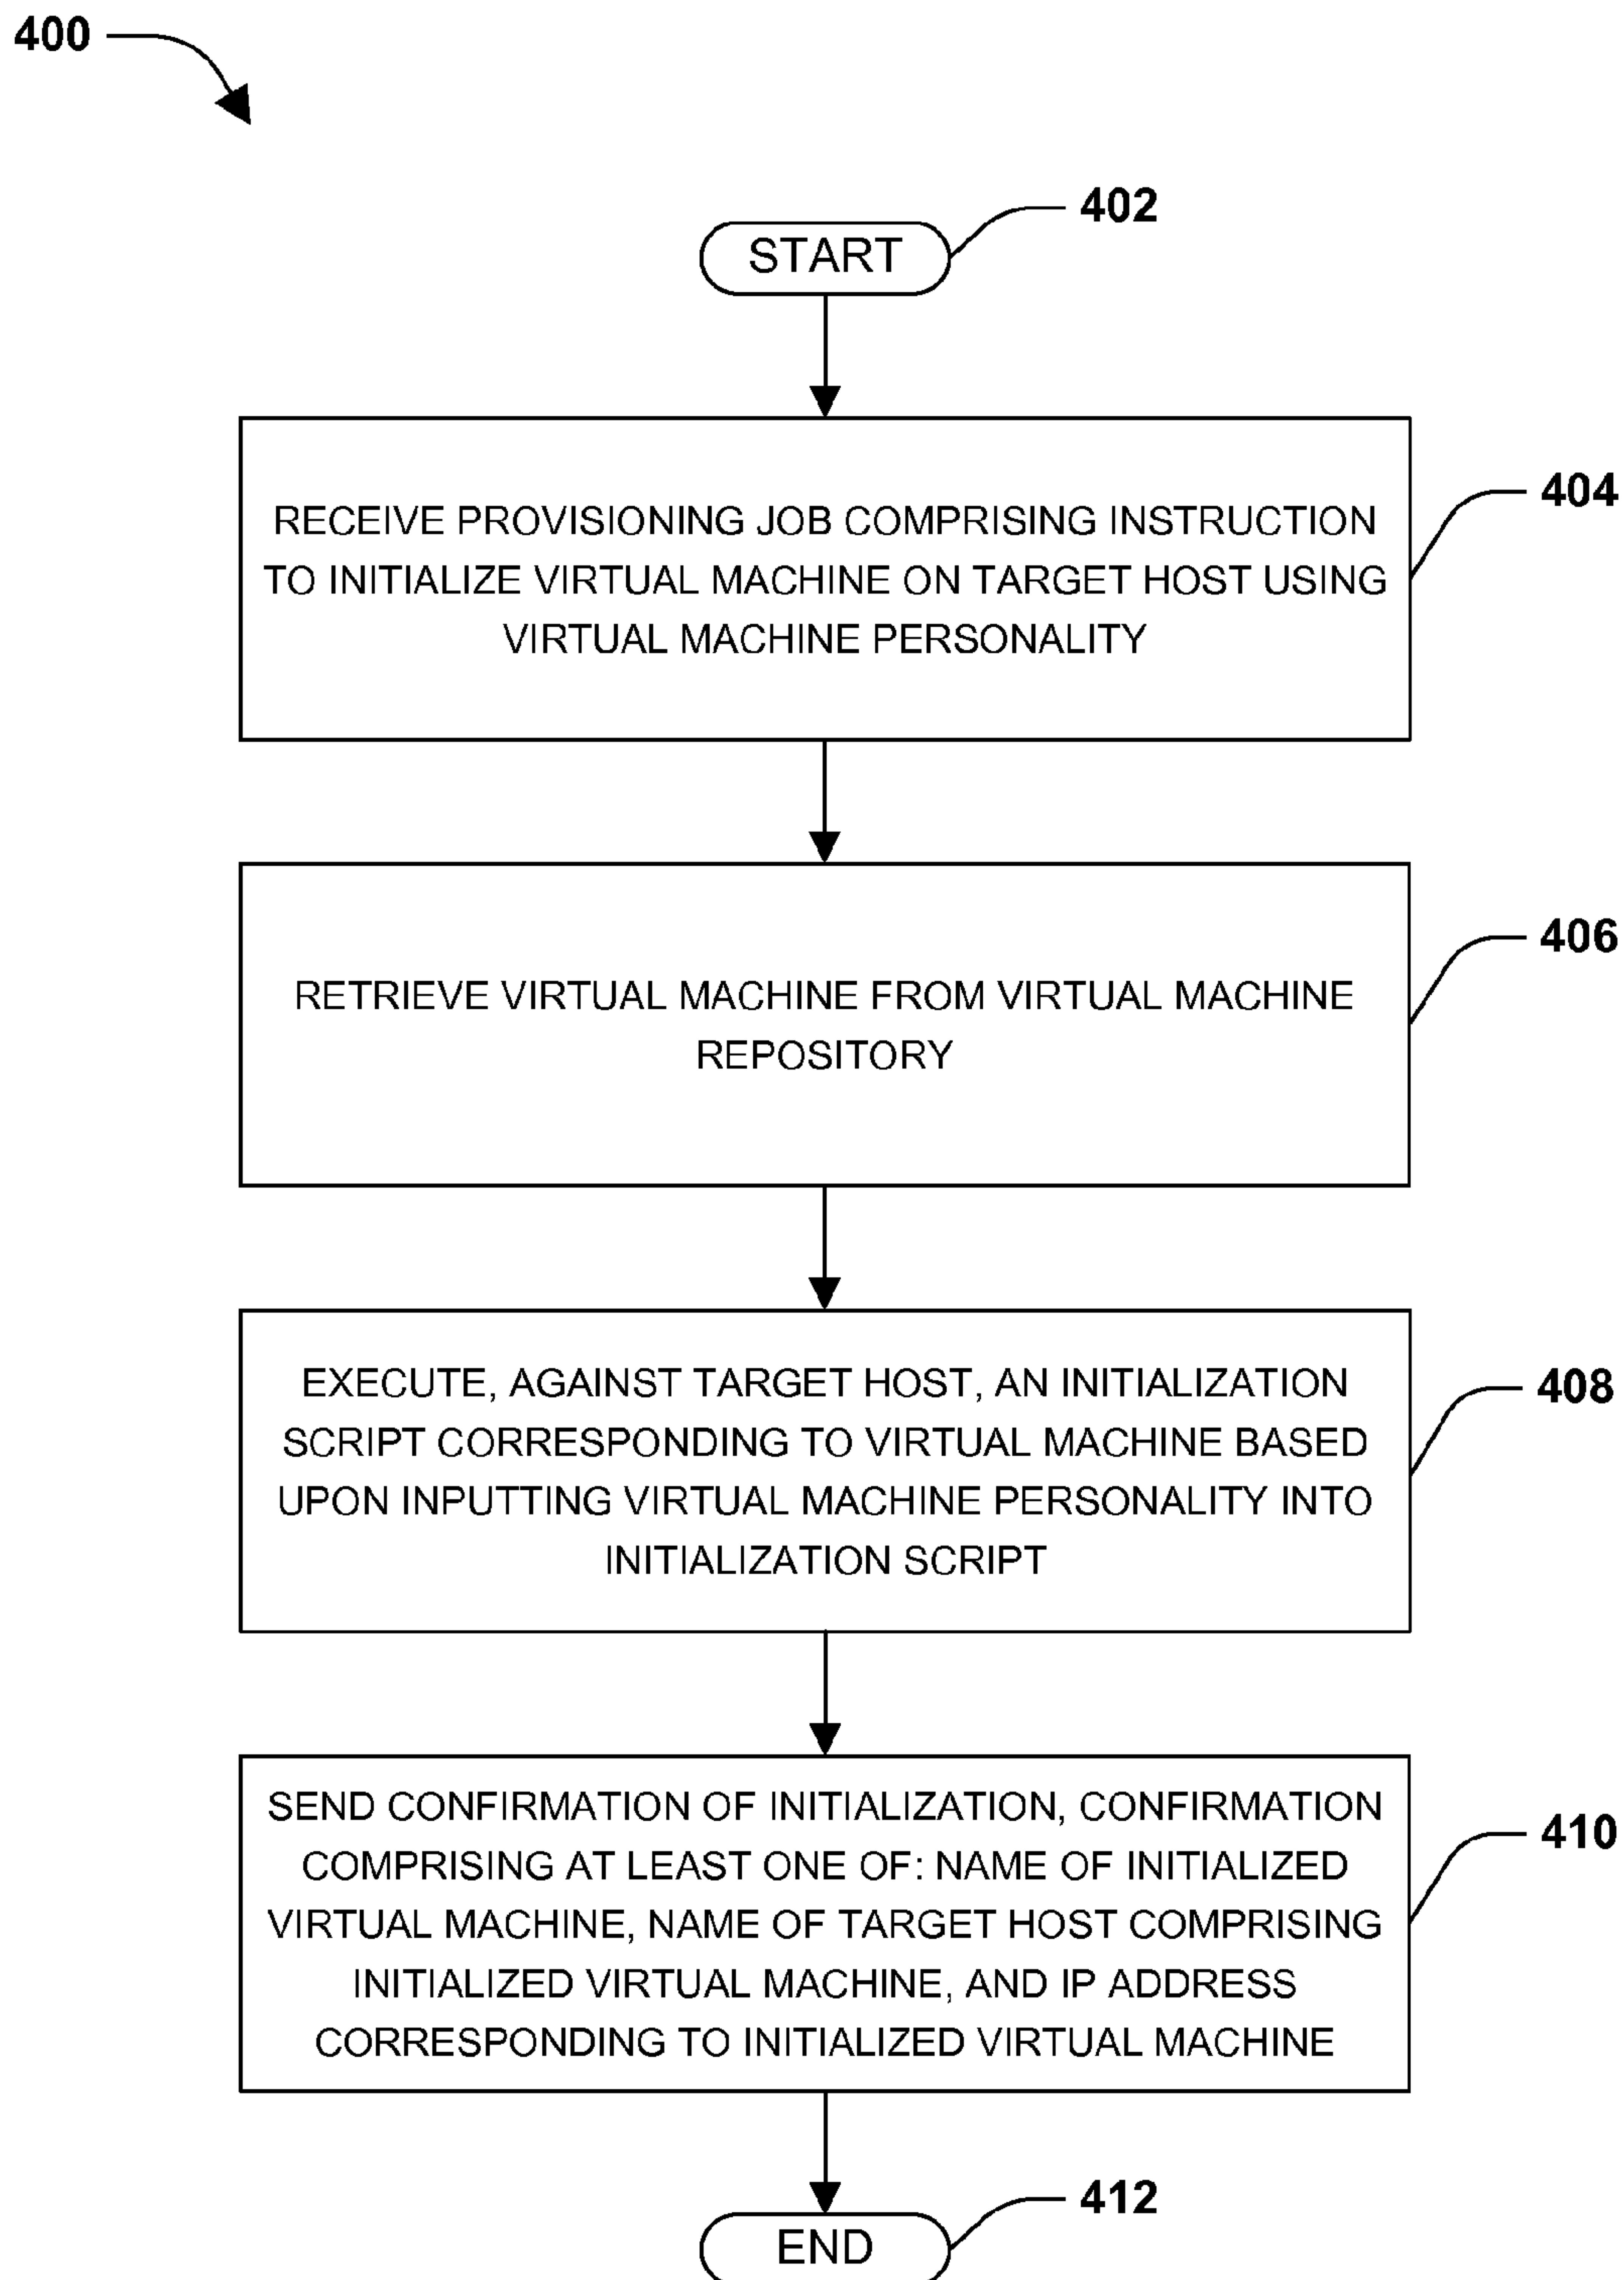 400
402
START
404
RECEIVE PROVISIONING JOB COMPRISING INSTRUCTION
TO INITIALIZE VIRTUAL MACHINE ON TARGET HOST USING
VIRTUAL MACHINE PERSONALITY
406
RETRIEVE VIRTUAL MACHINE FROM VIRTUAL MACHINE
REPOSITORY
408
EXECUTE, AGAINST TARGET HOST, AN INITIALIZATION
SCRIPT CORRESPONDING TO VIRTUAL MACHINE BASED
UPON INPUTTING VIRTUAL MACHINE PERSONALITY INTO
INITIALIZATION SCRIPT
410
SEND CONFIRMATION OF INITIALIZATION, CONFIRMATION
COMPRISING AT LEAST ONE OF: NAME OF INITIALIZED
VIRTUAL MACHINE, NAME OF TARGET HOST COMPRISING
INITIALIZED VIRTUAL MACHINE, AND IP ADDRESS
CORRESPONDING TO INITIALIZED VIRTUAL MACHINE
412
END